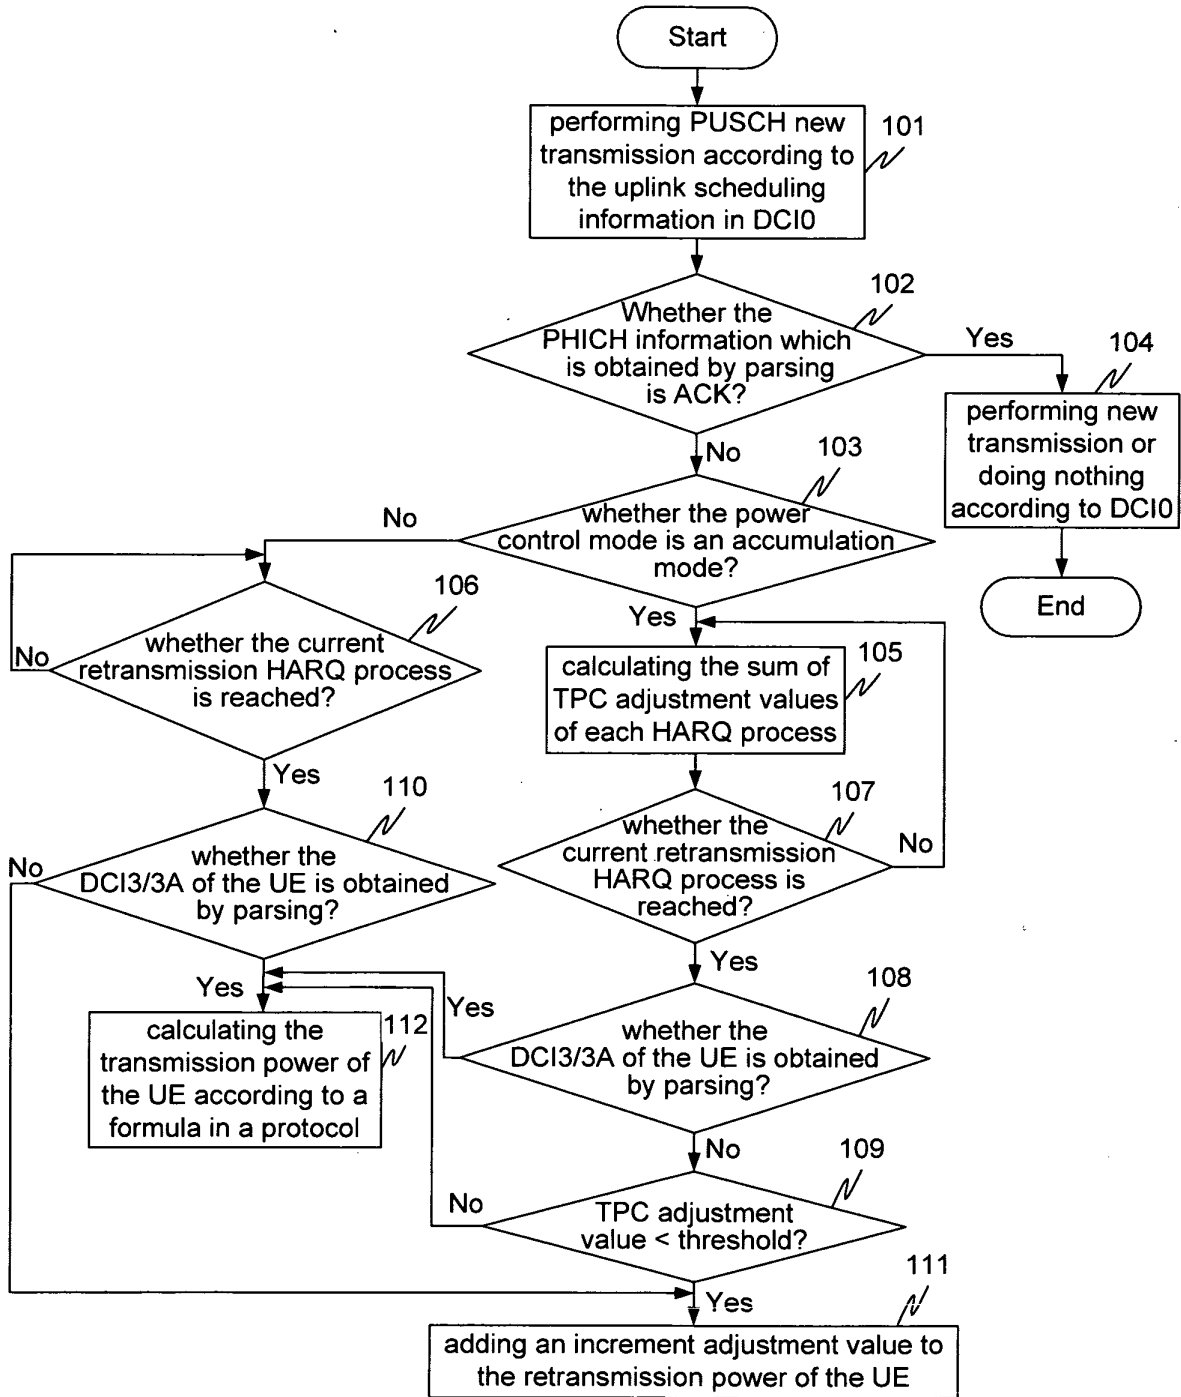 Start
performing PUSCH new
transmission according to
the uplink scheduling
information in DCI0
101
Whether the
PHICH information which
is obtained by parsing
is ACK?
102
Yes
104
performing new
transmission or
doing nothing
according to DCI0
End
No
103
whether the power
control mode is an accumulation
mode?
No
Yes
106
whether the current
retransmission HARQ process
is reached?
No
Yes
105
calculating the sum of
TPC adjustment values
of each HARQ process
107
whether the
current retransmission
HARQ process is
reached?
No
Yes
110
whether the
DCI3/3A of the UE is obtained
by parsing?
No
Yes
108
whether the
DCI3/3A of the UE is obtained
by parsing?
Yes
No
112
calculating the
transmission power of
the UE according to a
formula in a protocol
109
TPC adjustment
value < threshold?
No
Yes
111
adding an increment adjustment value to
the retransmission power of the UE